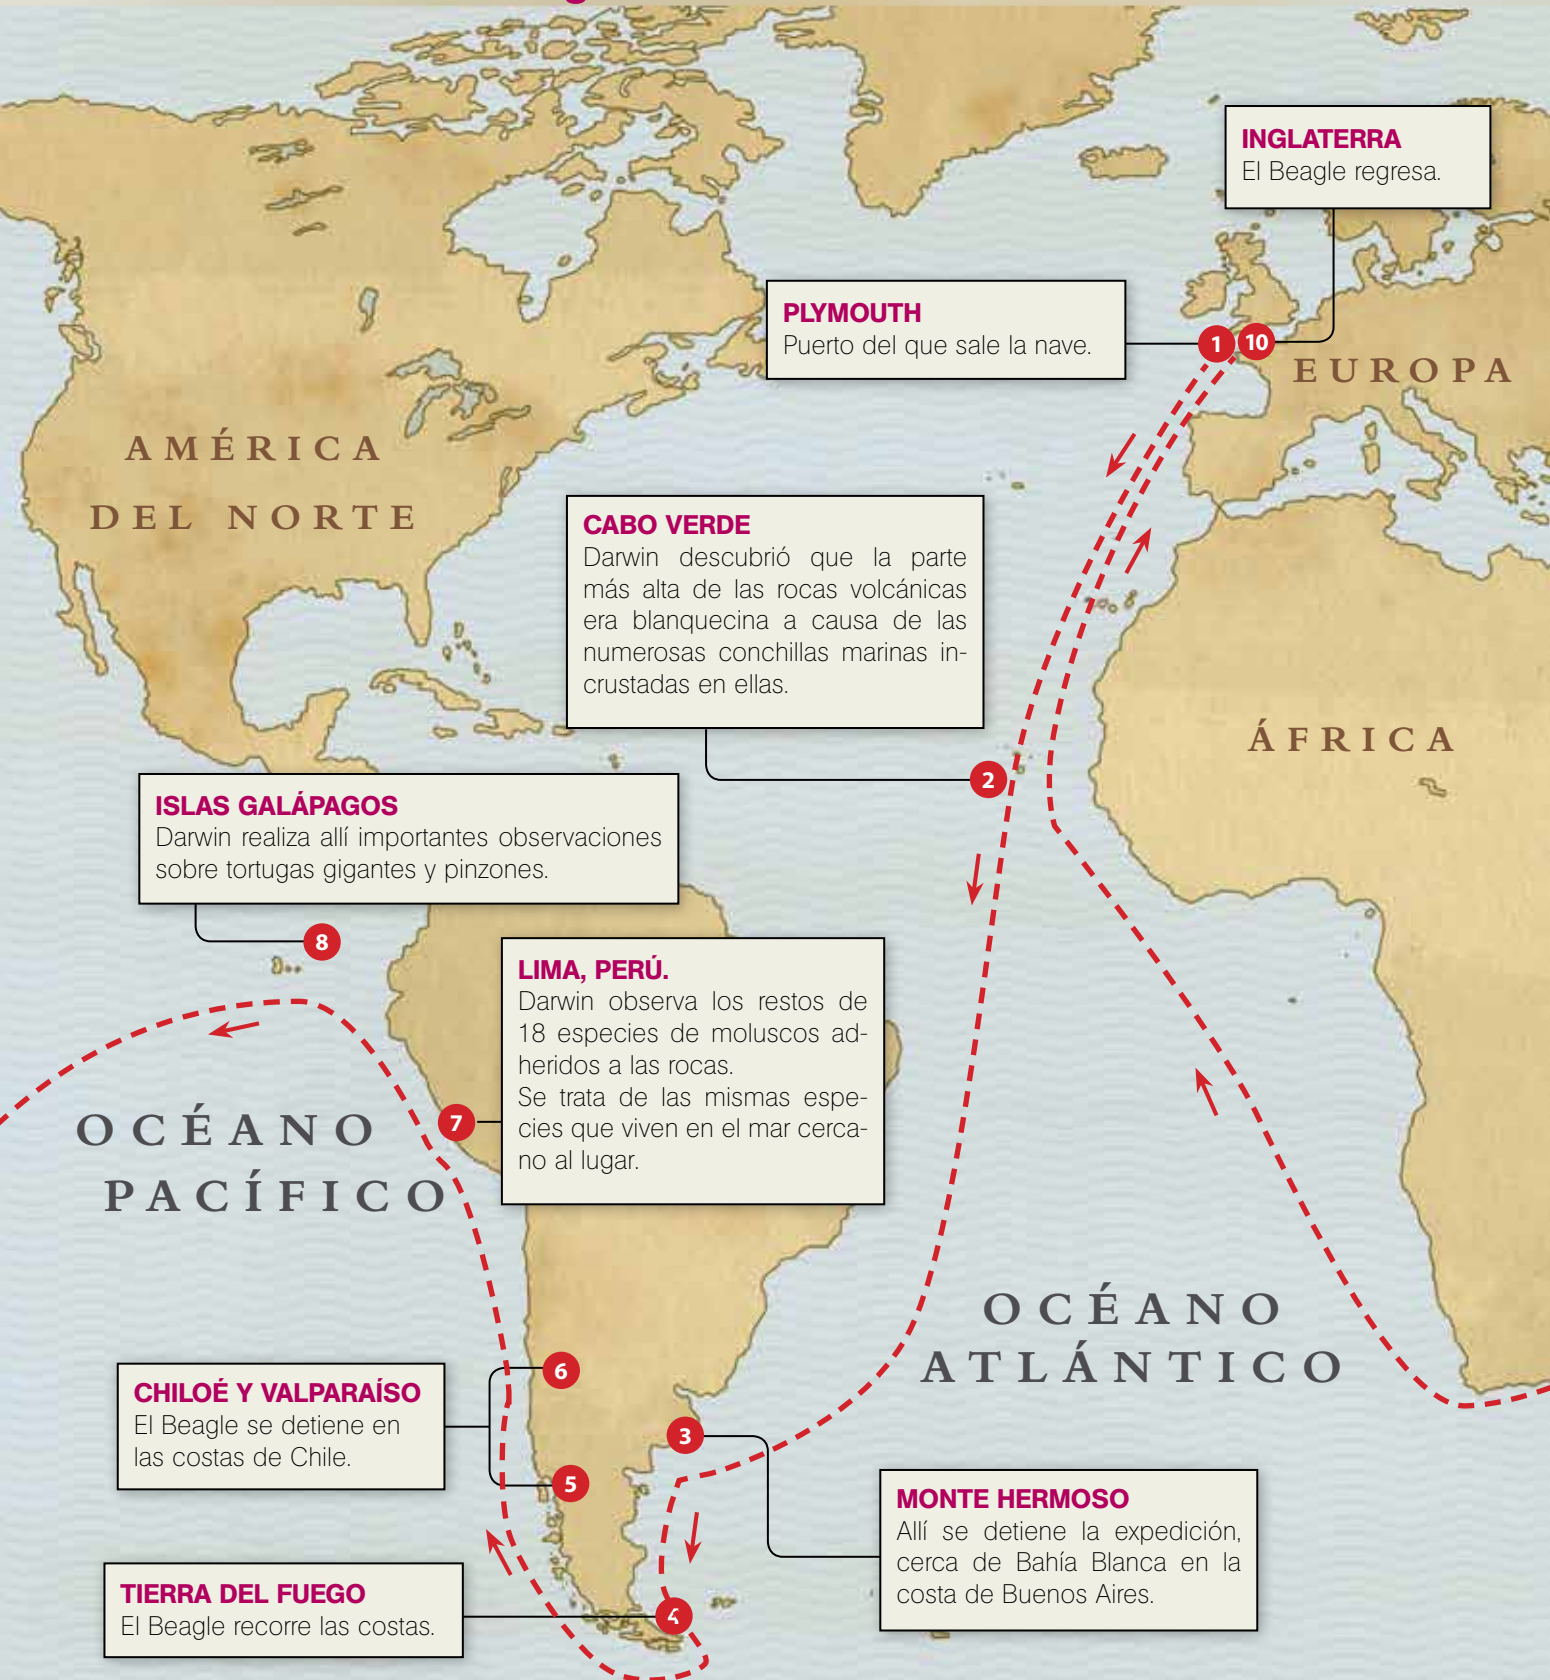 INGLATERRA
El Beagle regresa.
PLYMOUTH
Puerto del que sale la nave.
1
10
EUROPA
AMÉRICA
DEL NORTE
CABO VERDE
Darwin descubrió que la parte
más alta de las rocas volcánicas
era blanquecina a causa de las
numerosas conchillas marinas in-
crustadas en ellas.
ÁFRICA
2
ISLAS GALÁPAGOS
Darwin realiza allí importantes observaciones
sobre tortugas gigantes y pinzones.
8
LIMA, PERÚ.
Darwin observa los restos de
18 especies de moluscos ad-
heridos a las rocas.
Se trata de las mismas espe-
cies que viven en el mar cerca-
no al lugar.
7
OCÉANO
PACÍFICO
OCÉANO
ATLÁNTICO
6
CHILOÉ Y VALPARAÍSO
El Beagle se detiene en
las costas de Chile.
3
5
MONTE HERMOSO
Allí se detiene la expedición,
cerca de Bahía Blanca en la
costa de Buenos Aires.
TIERRA DEL FUEGO
El Beagle recorre las costas.
4